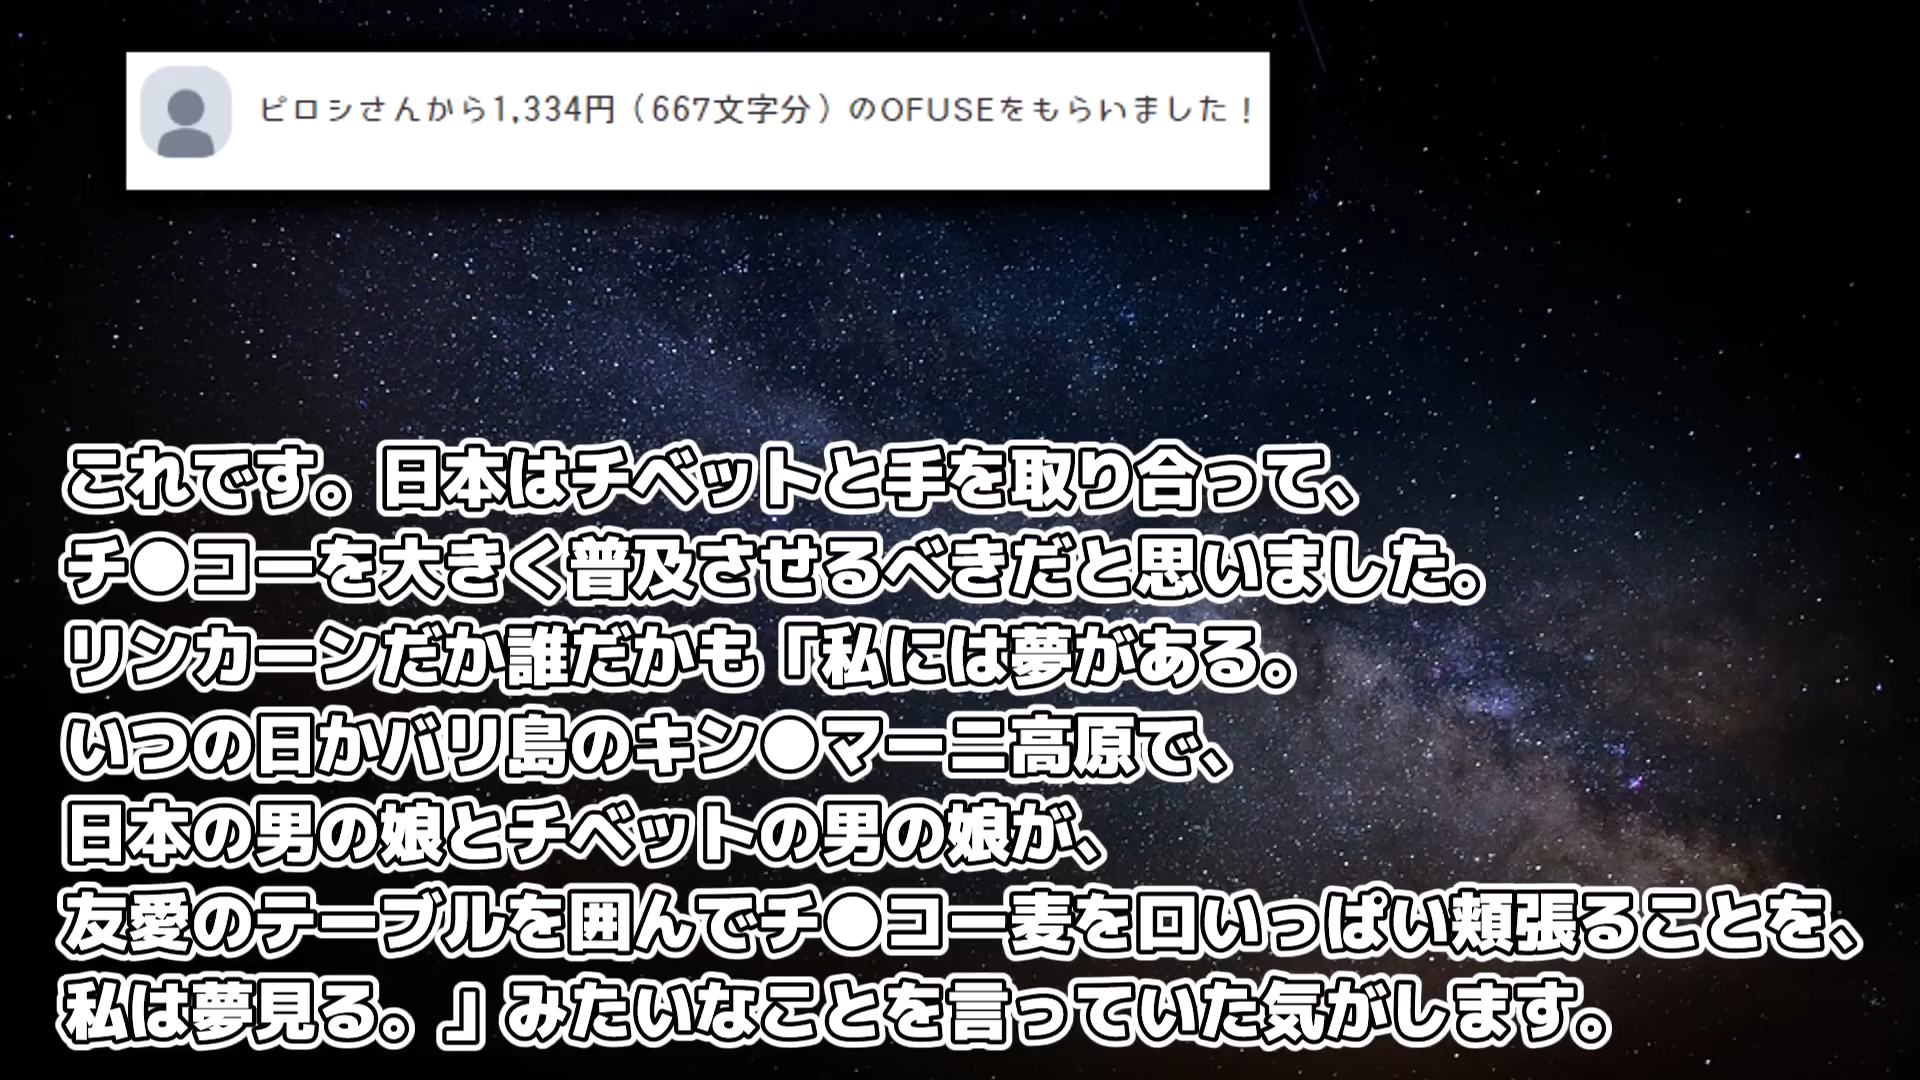 ピロシさんから1,334円（667文字分）のOFUSEをもらいました！
これです。日本はチベットと手を取り合って、
チ●コーを大きく普及させるべきだと思いました。
リンカーンだか誰だかも「私には夢がある。
いつの日かバリ島のキン●マーニ高原で、
日本の男の娘とチベットの男の娘が、
友愛のテーブルを囲んでチ●コー麦を口いっぱい頬張ることを、
私は夢見る。」みたいなことを言っていた気がします。